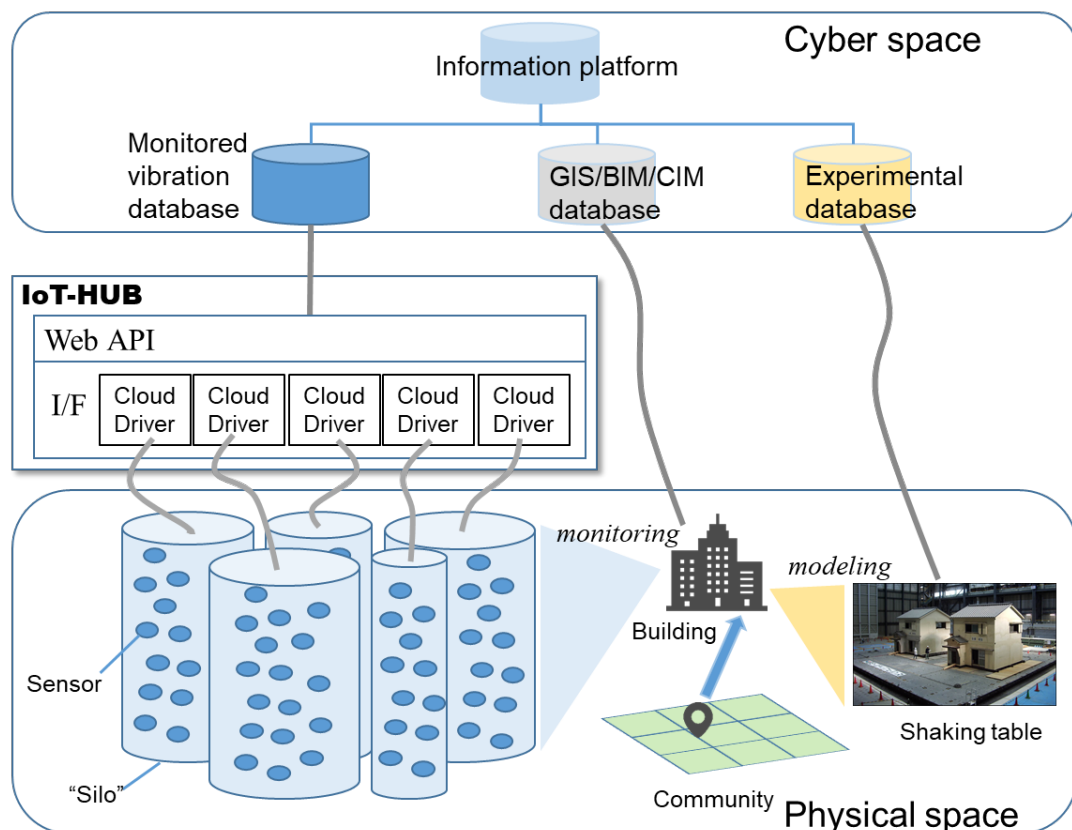 Cyber space
Information platform
Monitored
vibration
database
GIS/BIM/CIM
database
Experimental
database
IoT-HUB
Web API
I/F
Cloud
Driver
Cloud
Driver
Cloud
Driver
Cloud
Driver
Cloud
Driver
monitoring
modeling
Building
Sensor
Shaking table
"Silo"
Community
Physical space